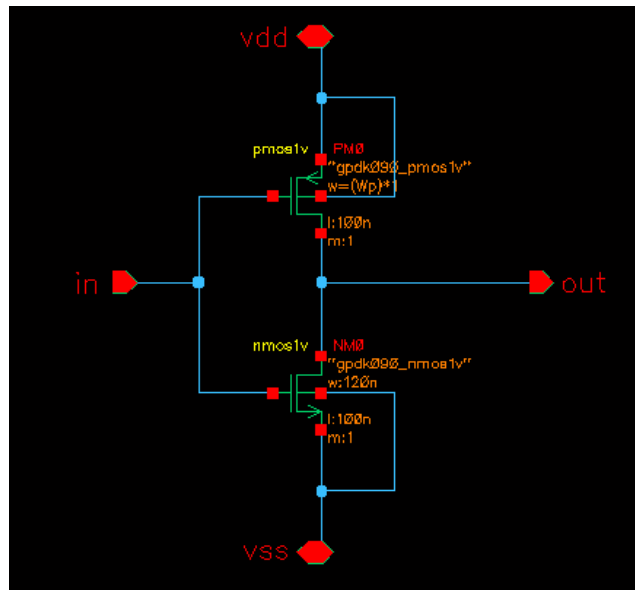 vdd
pmos1v PM0
"gpdk090_pmos1v"
w=(Wp)*1
l:100n
m:1
in
out
nmos1v NM0
"gpdk090_nmos1v"
w:120n
l:100n
m:1
vss